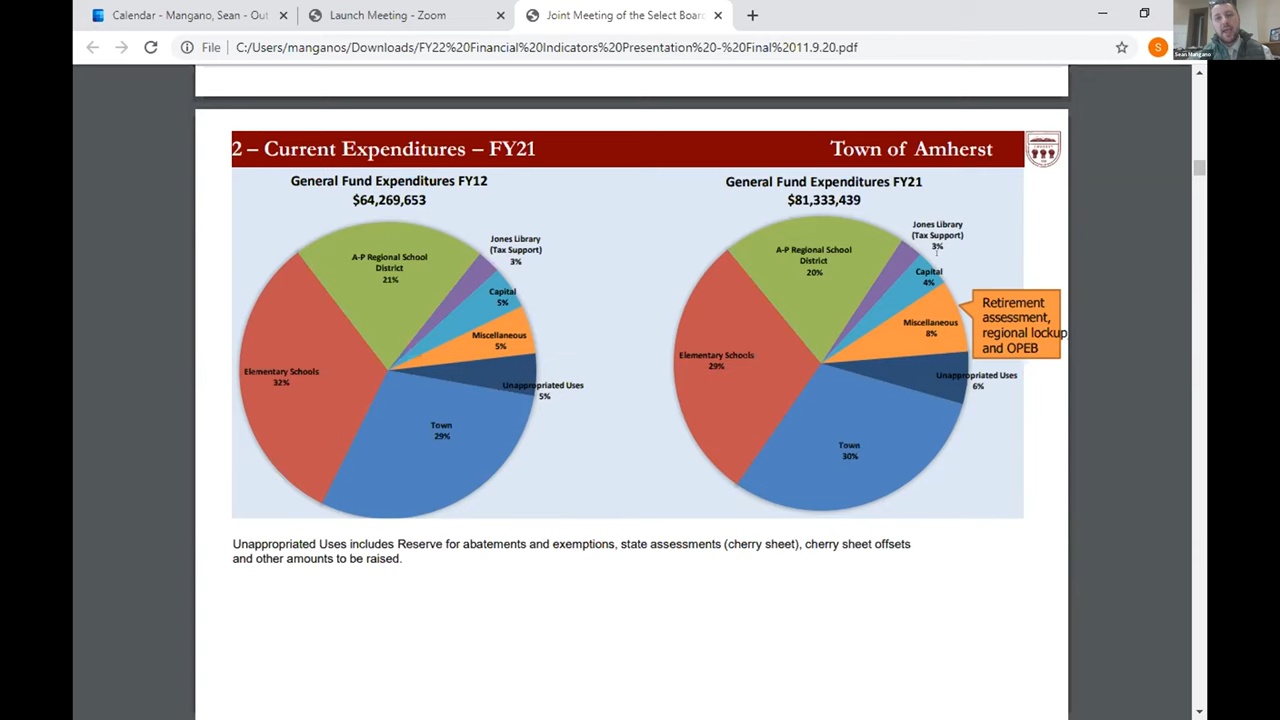 Calendar - Mangano, Sean - Out
Launch Meeting - Zoom
Joint Meeting of the Select Boar
File
C:/Users/manganos/Downloads/FY22%20Financial%20Indicators%20Presentation%20-%20Final%2011.9.20.pdf
S
Sean Mangano
2 – Current Expenditures – FY21
Town of Amherst
General Fund Expenditures FY12
$64,269,653
Jones Library
(Tax Support)
3%
A-P Regional School
District
21%
Capital
5%
Miscellaneous
5%
Elementary Schools
32%
Unappropriated Uses
5%
Town
29%
General Fund Expenditures FY21
$81,333,439
Jones Library
(Tax Support)
3%
A-P Regional School
District
20%
Capital
4%
Miscellaneous
8%
Retirement
assessment,
regional lockup,
and OPEB
Elementary Schools
29%
Unappropriated Uses
6%
Town
30%
Unappropriated Uses includes Reserve for abatements and exemptions, state assessments (cherry sheet), cherry sheet offsets
and other amounts to be raised.